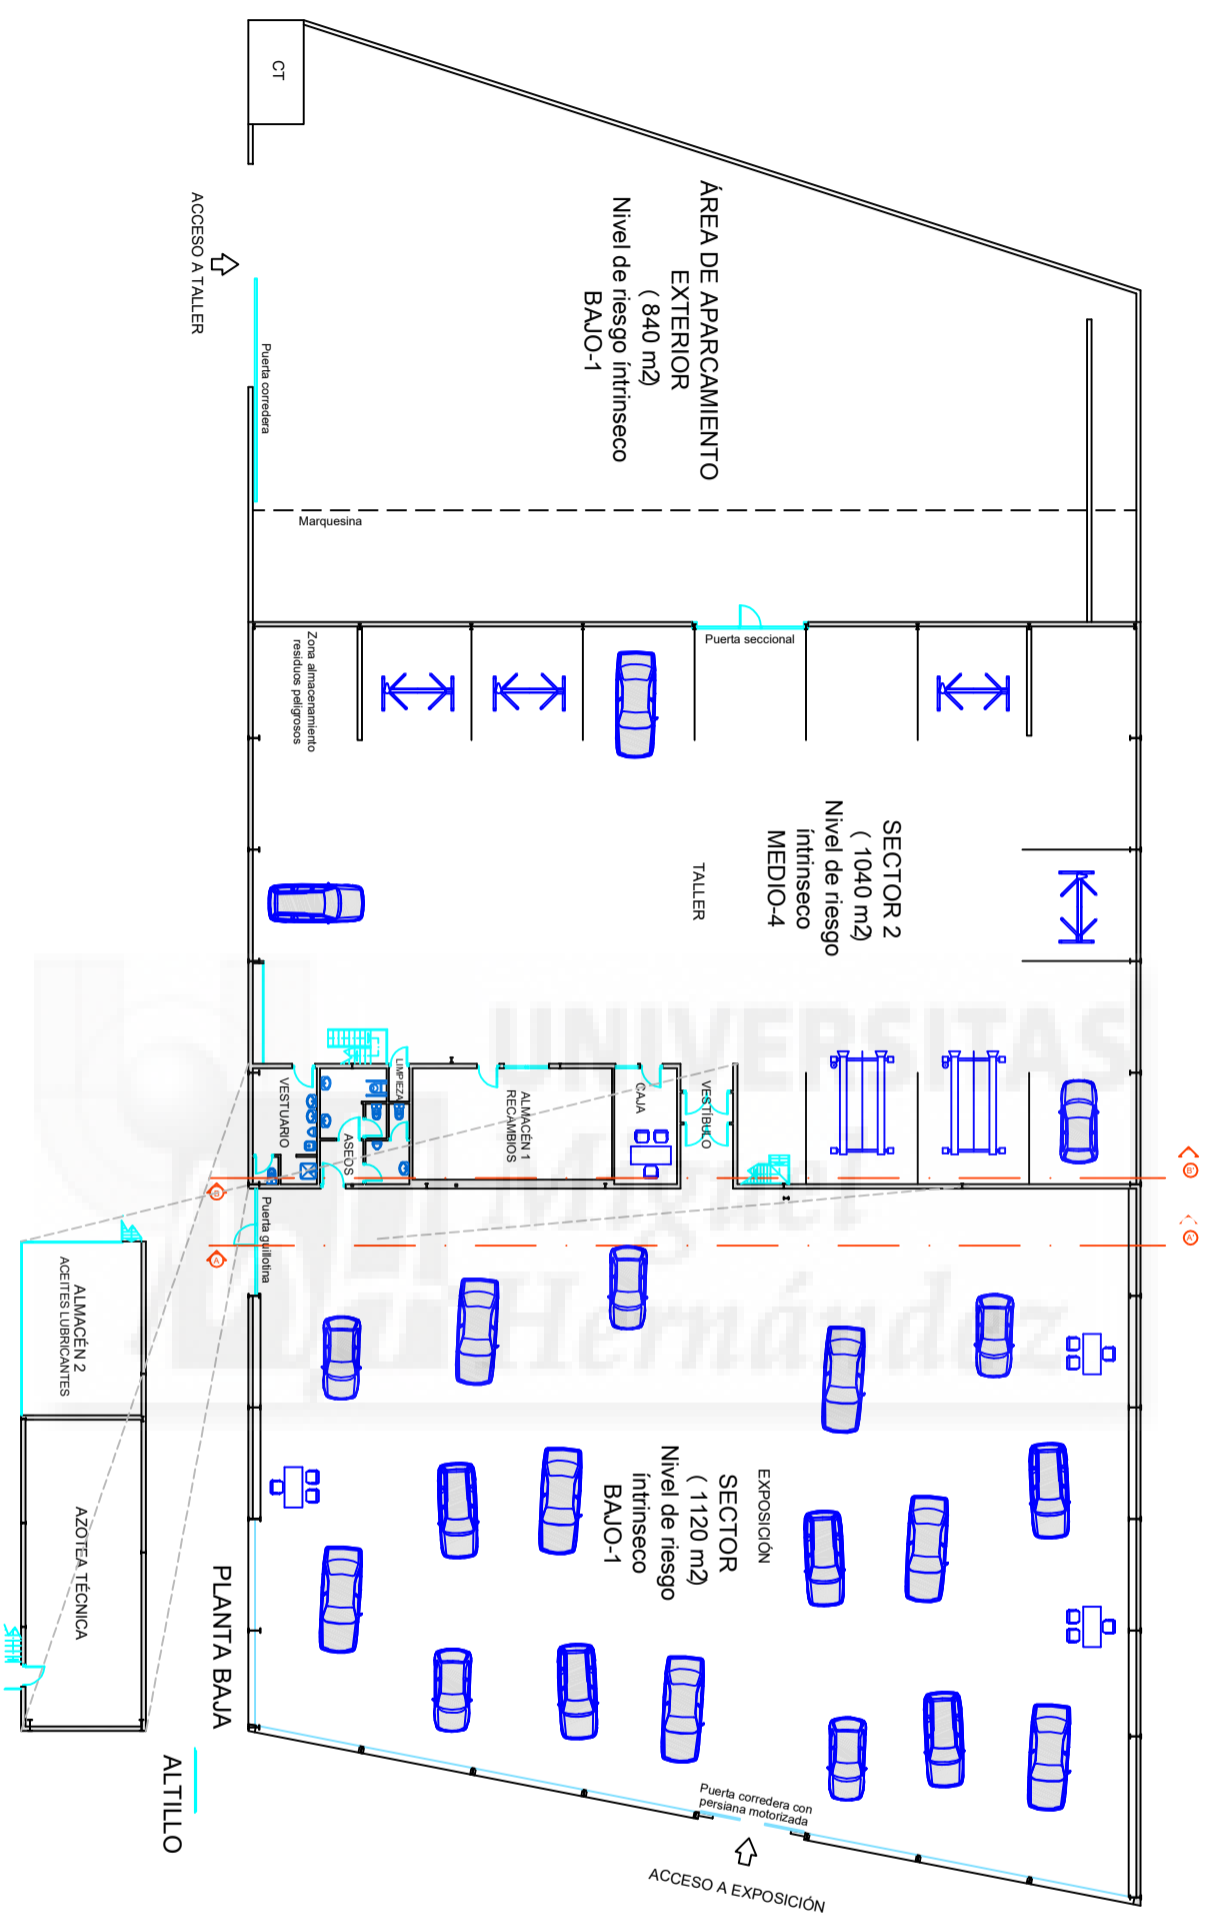 CT
ACCESO A TALLER
Puerta corredera
ÁREA DE APARCAMIENTO
EXTERIOR
( 840 m2)
Nivel de riesgo íntrinseco
BAJO-1
Marquesina
Puerta seccional
Zona almacenamiento
residuos peligrosos
SECTOR 2
( 1040 m2)
Nivel de riesgo
íntrinseco
MEDIO-4
TALLER
UNIVERSITAS
Miguel
Hernández
VESTUARIO
ASEOS
LIMPIEZA
ALMACÉN 1
RECAMBIOS
CAJA
VESTÍBULO
B'
B
A'
A
Puerta guillotina
ALMACÉN 2
ACEITES LUBRICANTES
AZOTEA TÉCNICA
EXPOSICIÓN
SECTOR
( 1120 m2)
Nivel de riesgo
íntrinseco
BAJO-1
PLANTA BAJA
ALTILLO
Puerta corredera con
persiana motorizada
ACCESO A EXPOSICIÓN